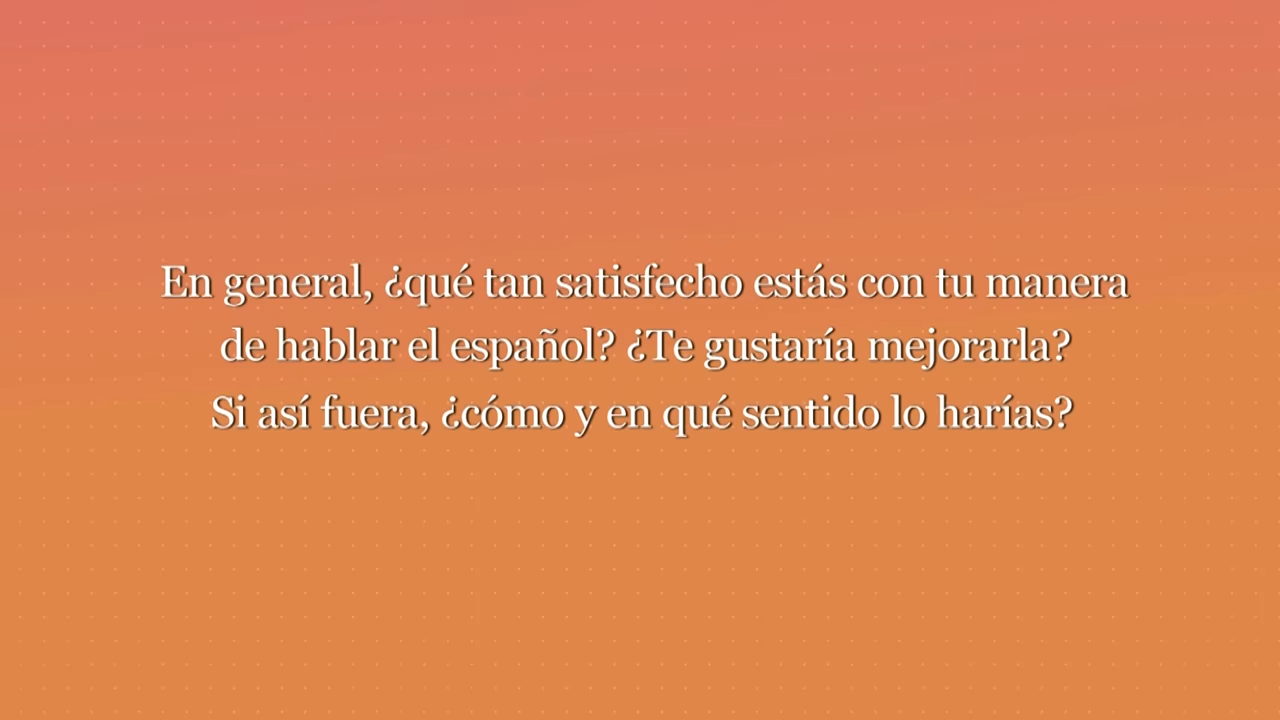 En general, ¿qué tan satisfecho estás con tu manera
de hablar el español? ¿Te gustaría mejorarla?
Si así fuera, ¿cómo y en qué sentido lo harías?